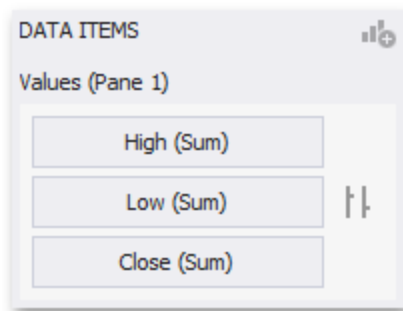 DATA ITEMS
Values (Pane 1)
High (Sum)
Low (Sum)
Close (Sum)